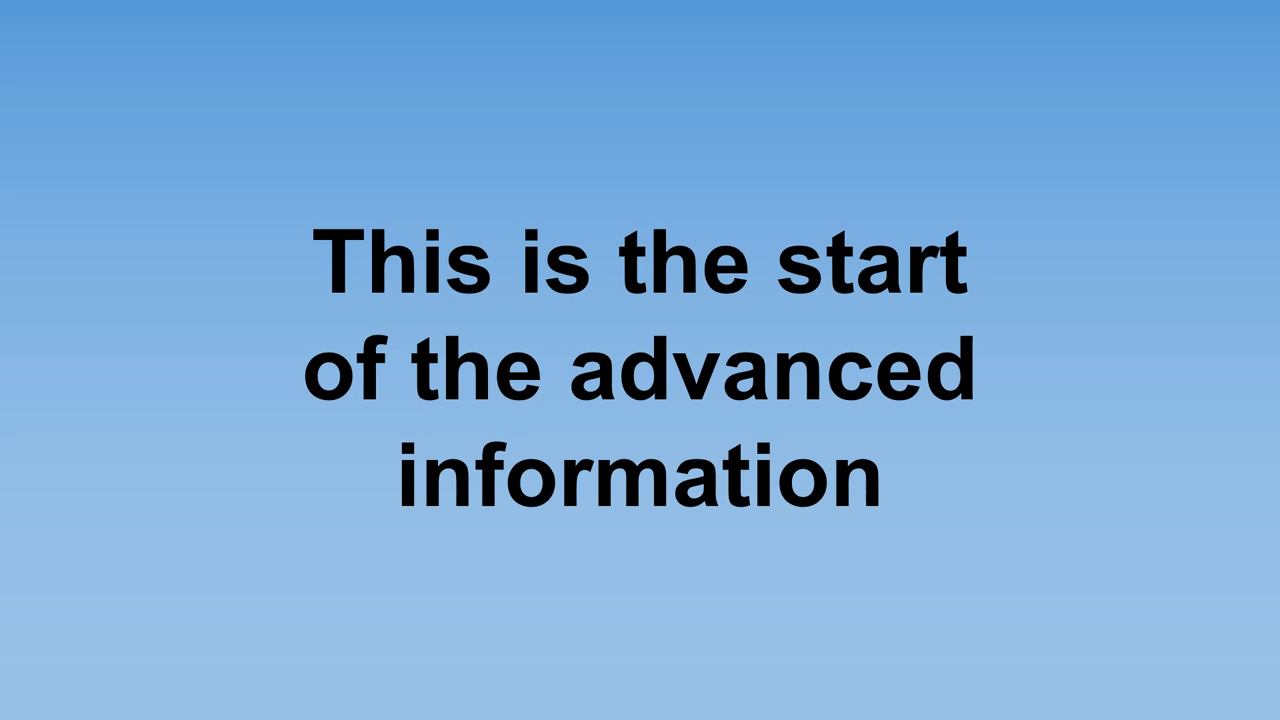 This is the start
of the advanced
information